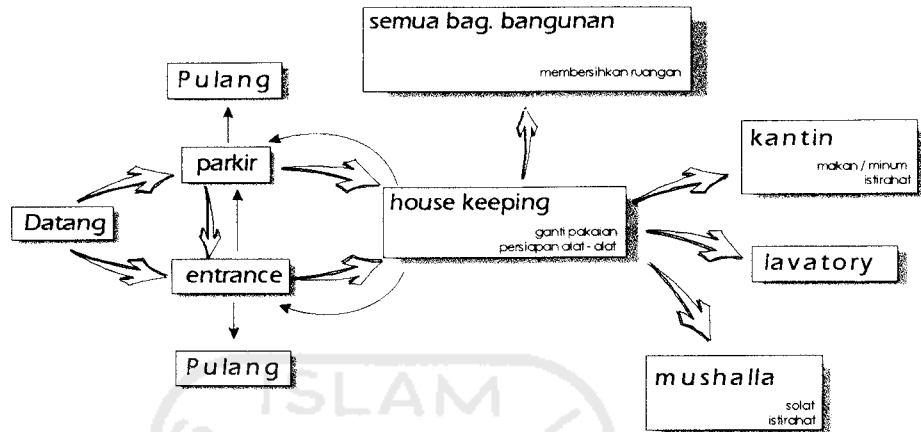 semua bag. bangunan
membersihkan ruangan
Pulang
parkir
kantin
makan / minum
istirahat
house keeping
ganti pakaian
persiapan alat - alat
Datang
entrance
lavatory
Pulang
mushalla
solat
istirahat
ISLAM